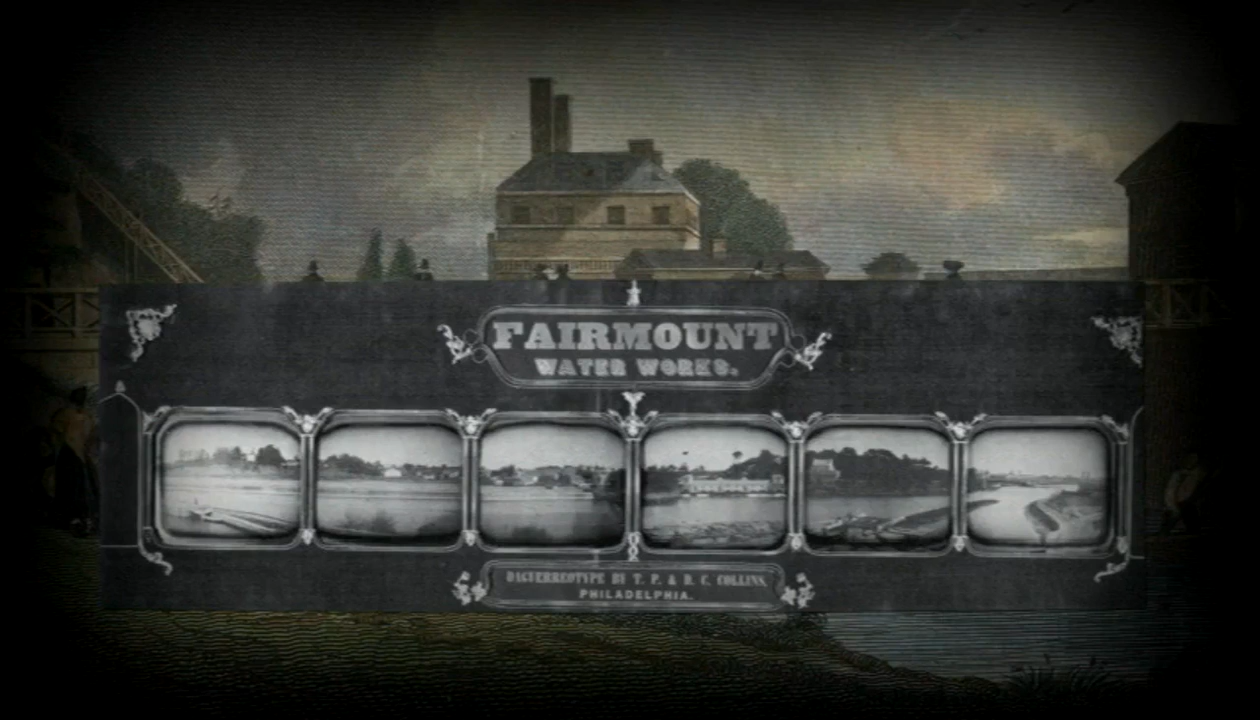 FAIRMOUNT
WATER WORKS.
DAGUERREOTYPE BY T. P. & D. C. COLLINS,
PHILADELPHIA.